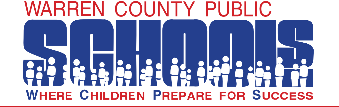 WARREN COUNTY PUBLIC
SCHOOLS
WHERE CHILDREN PREPARE FOR SUCCESS